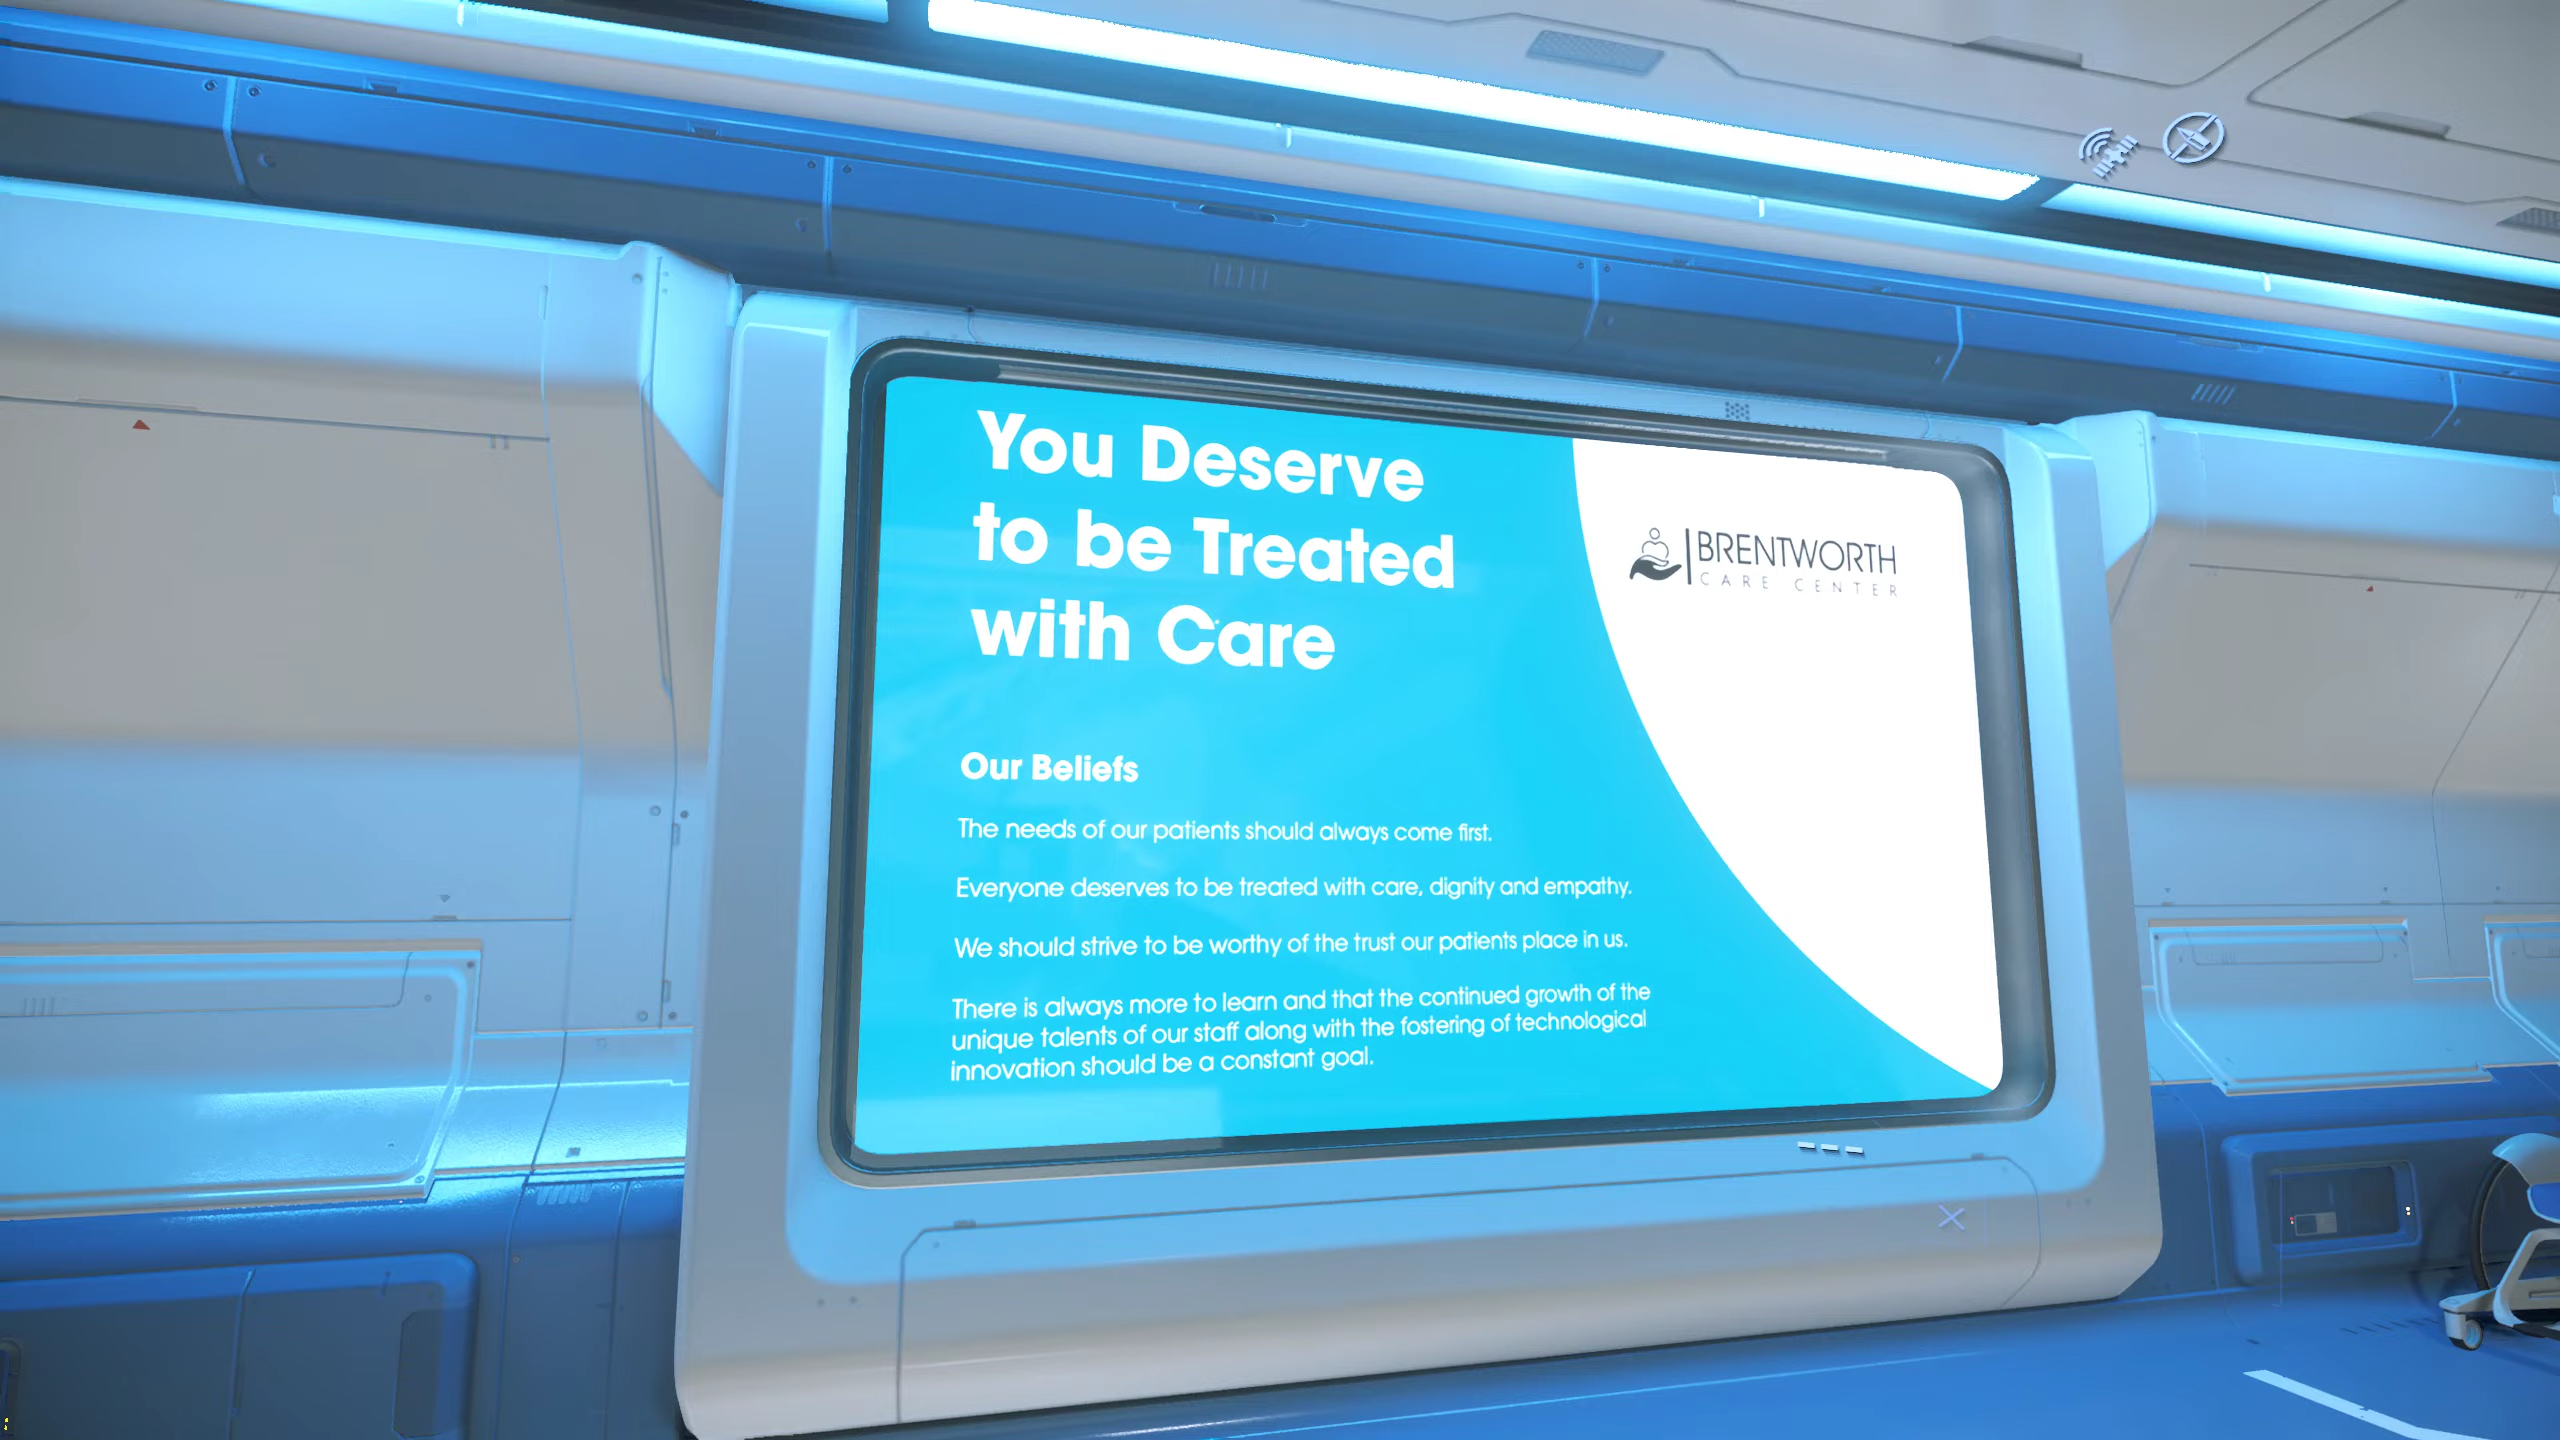 You Deserve
to be Treated
with Care
BRENTWORTH
CARE CENTER
Our Beliefs
The needs of our patients should always come first.
Everyone deserves to be treated with care, dignity and empathy.
We should strive to be worthy of the trust our patients place in us.
There is always more to learn and that the continued growth of the
unique talents of our staff along with the fostering of technological
innovation should be a constant goal.